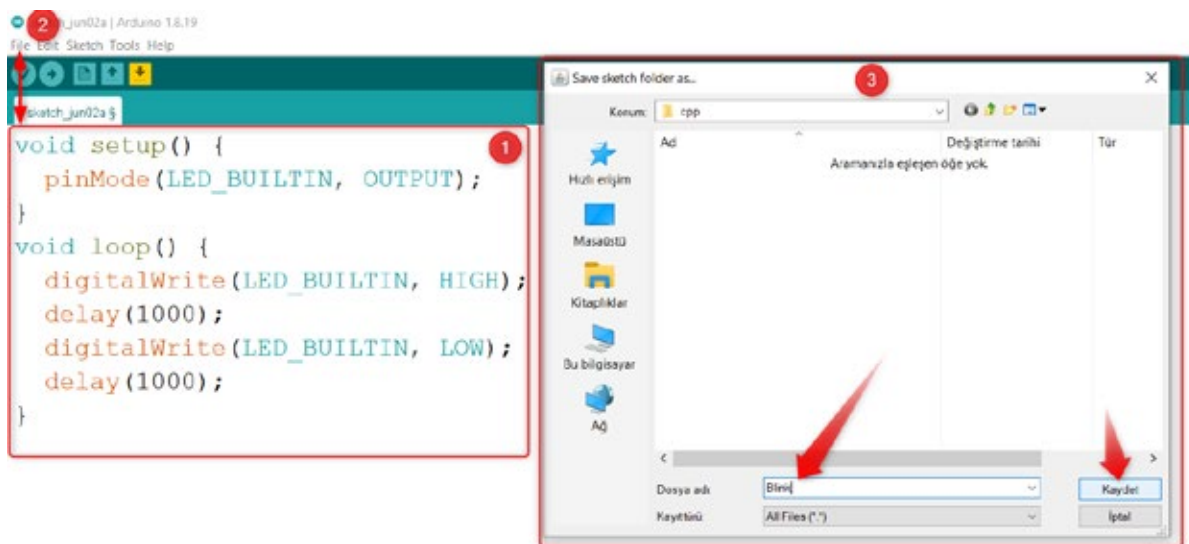 2
_jun02a | Arduino 1.8.19
File Edit Sketch Tools Help
sketch_jun02a §
1
void setup() {
pinMode(LED_BUILTIN, OUTPUT);
}
void loop() {
digitalWrite(LED_BUILTIN, HIGH);
delay(1000);
digitalWrite(LED_BUILTIN, LOW);
delay(1000);
}
Save sketch folder as...
3
Konum:
cpp
Ad
Değiştirme tarihi
Tür
Aramanızla eşleşen öğe yok.
Hızlı erişim
Masaüstü
Kitaplıklar
Bu bilgisayar
Ağ
Dosya adı:
Blink
Kaydet
Kayıt türü:
All Files (*.*)
İptal